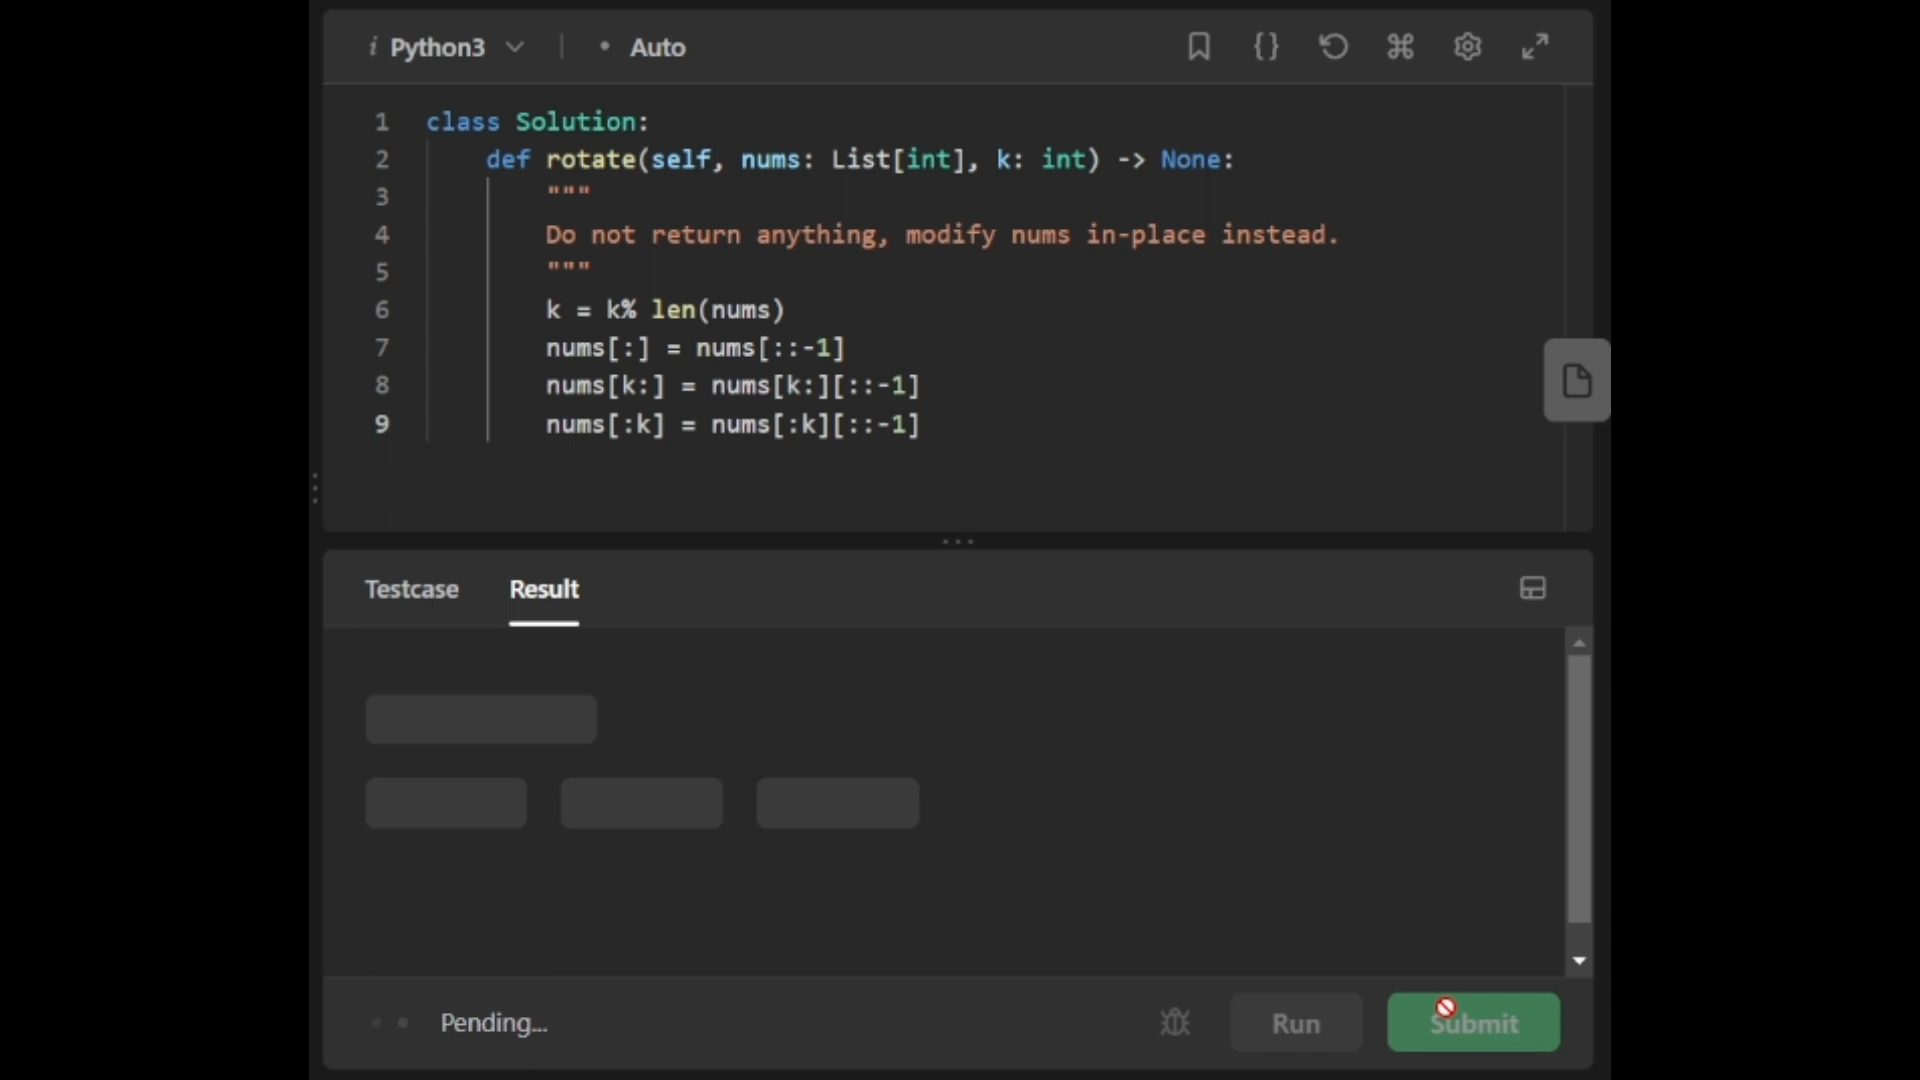 i Python3 • Auto
1 class Solution:
2     def rotate(self, nums: List[int], k: int) -> None:
3         """
4         Do not return anything, modify nums in-place instead.
5         """
6         k = k% len(nums)
7         nums[:] = nums[::-1]
8         nums[k:] = nums[k:][::-1]
9         nums[:k] = nums[:k][::-1]
Testcase Result
Pending... Run Submit